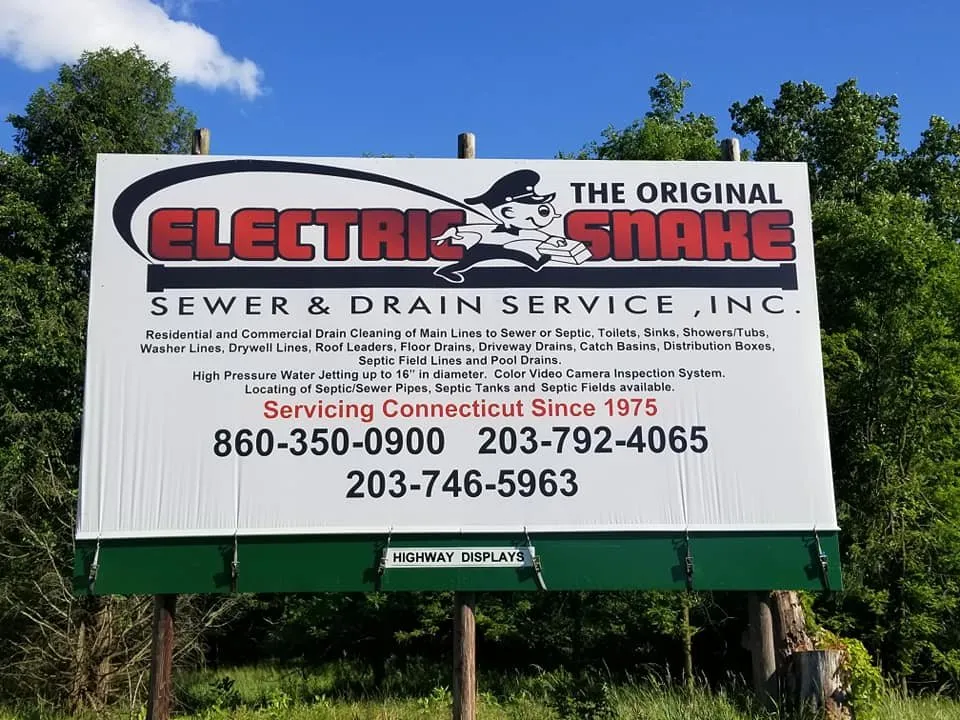 THE ORIGINAL
ELECTRIC SNAKE
SEWER & DRAIN SERVICE , INC.
Residential and Commercial Drain Cleaning of Main Lines to Sewer or Septic, Toilets, Sinks, Showers/Tubs,
Washer Lines, Drywell Lines, Roof Leaders, Floor Drains, Driveway Drains, Catch Basins, Distribution Boxes,
Septic Field Lines and Pool Drains.
High Pressure Water Jetting up to 16" in diameter. Color Video Camera Inspection System.
Locating of Septic/Sewer Pipes, Septic Tanks and Septic Fields available.
Servicing Connecticut Since 1975
860-350-0900 203-792-4065
203-746-5963
HIGHWAY DISPLAYS